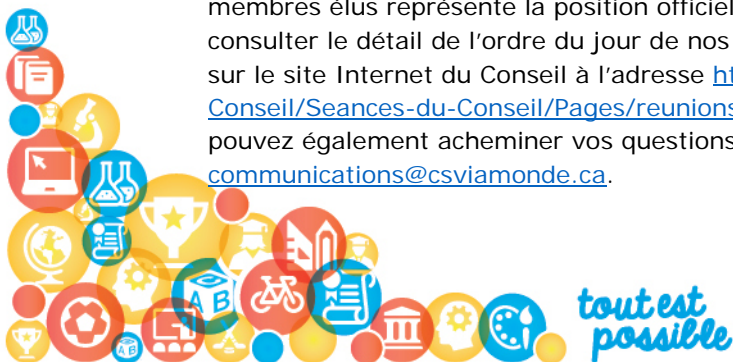 membres élus représente la position officiel
consulter le détail de l'ordre du jour de nos
sur le site Internet du Conseil à l'adresse ht
Conseil/Seances-du-Conseil/Pages/reunions
pouvez également acheminer vos questions
communications@csviamonde.ca.
A B
A B
tout est
possible